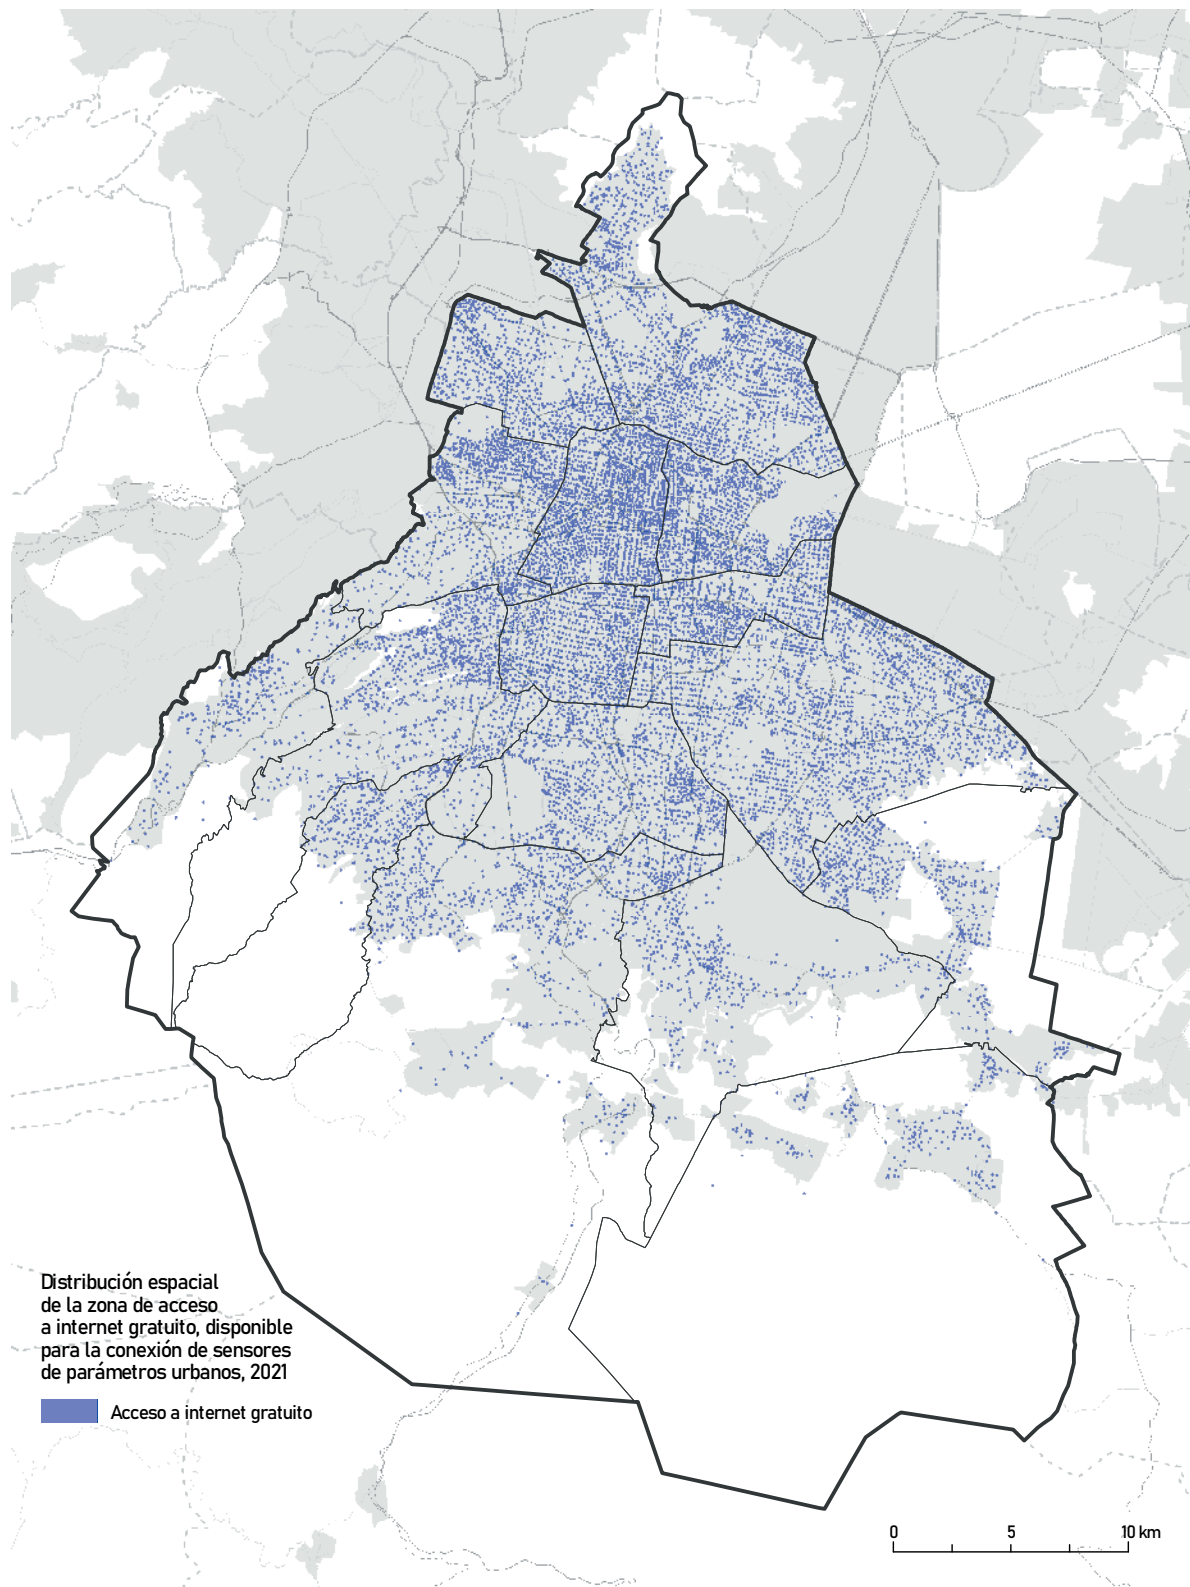 Distribución espacial
de la zona de acceso
a internet gratuito, disponible
para la conexión de sensores
de parámetros urbanos, 2021
Acceso a internet gratuito
0 5 10 km